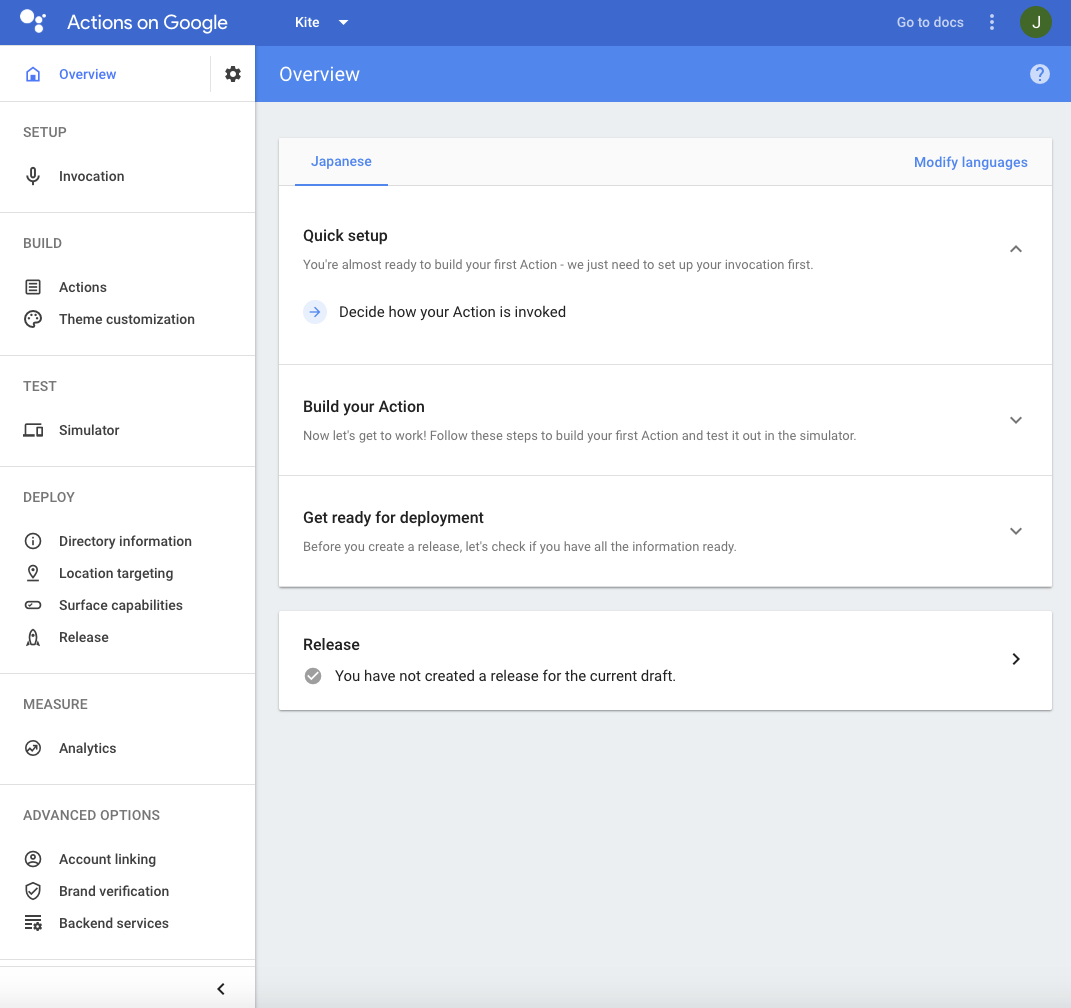 Actions on Google
Kite
Go to docs
J
Overview
Overview
SETUP
Invocation
BUILD
Actions
Theme customization
TEST
Simulator
DEPLOY
Directory information
Location targeting
Surface capabilities
Release
MEASURE
Analytics
ADVANCED OPTIONS
Account linking
Brand verification
Backend services
Japanese
Modify languages
Quick setup
You're almost ready to build your first Action - we just need to set up your invocation first.
Decide how your Action is invoked
Build your Action
Now let's get to work! Follow these steps to build your first Action and test it out in the simulator.
Get ready for deployment
Before you create a release, let's check if you have all the information ready.
Release
You have not created a release for the current draft.